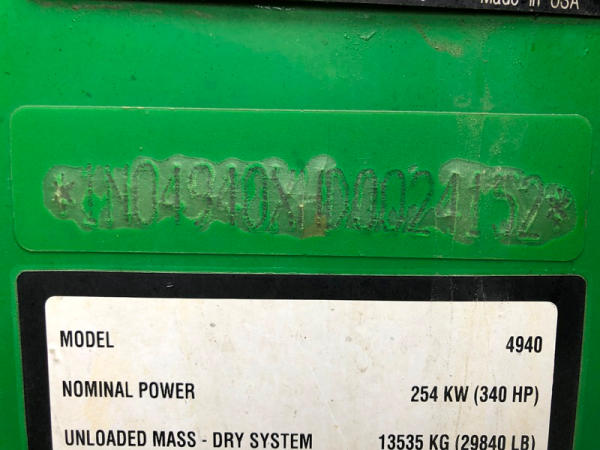 Made in USA
MODEL 4940
NOMINAL POWER 254 KW (340 HP)
UNLOADED MASS - DRY SYSTEM 13535 KG (29840 LB)